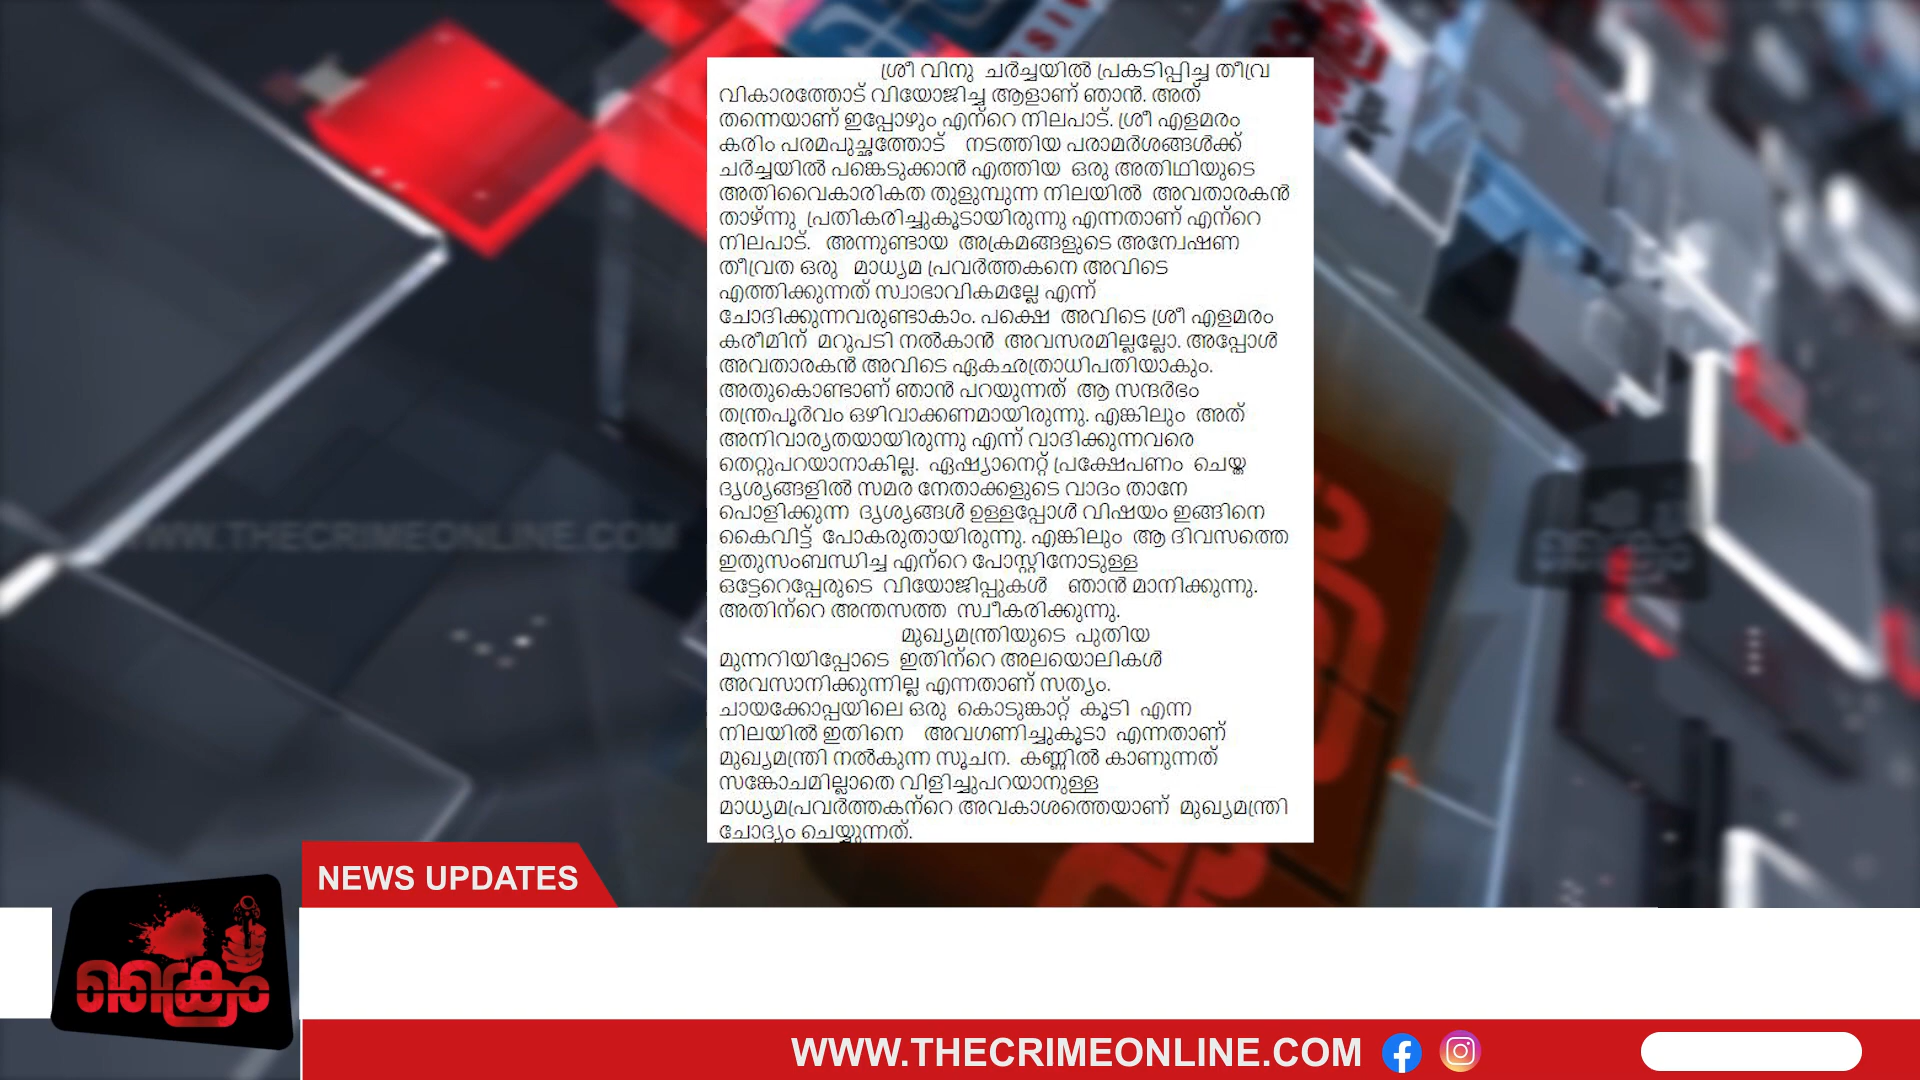 ശ്രീ വിനു ചർച്ചയിൽ പ്രകടിപ്പിച്ച തീവ്ര
വികാരത്തോട് വിയോജിച്ച ആളാണ് ഞാൻ. അത്
തന്നെയാണ് ഇപ്പോഴും എന്റെ നിലപാട്. ശ്രീ എളമരം
കരിം പരമപുച്ഛത്തോട് നടത്തിയ പരാമർശങ്ങൾക്ക്
ചർച്ചയിൽ പങ്കെടുക്കാൻ എത്തിയ ഒരു അതിഥിയുടെ
അതിവൈകാരികത തുളുമ്പുന്ന നിലയിൽ അവതാരകൻ
താഴ്ന്നു പ്രതികരിച്ചുകൂടായിരുന്നു എന്നതാണ് എന്റെ
നിലപാട്. അന്നുണ്ടായ അക്രമങ്ങളുടെ അന്വേഷണ
തീവ്രത ഒരു മാധ്യമ പ്രവർത്തകനെ അവിടെ
എത്തിക്കുന്നത് സ്വാഭാവികമല്ലേ എന്ന്
ചോദിക്കുന്നവരുണ്ടാകാം. പക്ഷെ അവിടെ ശ്രീ എളമരം
കരീമിന് മറുപടി നൽകാൻ അവസരമില്ലല്ലോ. അപ്പോൾ
അവതാരകൻ അവിടെ ഏകഛത്രാധിപതിയാകും.
അതുകൊണ്ടാണ് ഞാൻ പറയുന്നത് ആ സന്ദർഭം
തന്ത്രപൂർവം ഒഴിവാക്കണമായിരുന്നു. എങ്കിലും അത്
അനിവാര്യതയായിരുന്നു എന്ന് വാദിക്കുന്നവരെ
തെറ്റുപറയാനാകില്ല. ഏഷ്യാനെറ്റ് പ്രക്ഷേപണം ചെയ്ത
ദൃശ്യങ്ങളിൽ സമര നേതാക്കളുടെ വാദം താനേ
പൊളിക്കുന്ന ദൃശ്യങ്ങൾ ഉള്ളപ്പോൾ വിഷയം ഇങ്ങിനെ
കൈവിട്ട് പോകരുതായിരുന്നു. എങ്കിലും ആ ദിവസത്തെ
ഇതുസംബന്ധിച്ച എന്റെ പോസ്റ്റിനോടുള്ള
ഒട്ടേറെപ്പേരുടെ വിയോജിപ്പുകൾ ഞാൻ മാനിക്കുന്നു.
അതിന്റെ അന്തസത്ത സ്വീകരിക്കുന്നു.
മുഖ്യമന്ത്രിയുടെ പുതിയ
മുന്നറിയിപ്പോടെ ഇതിന്റെ അലയൊലികൾ
അവസാനിക്കുന്നില്ല എന്നതാണ് സത്യം.
ചായക്കോപ്പയിലെ ഒരു കൊടുങ്കാറ്റ് കൂടി എന്ന
നിലയിൽ ഇതിനെ അവഗണിച്ചുകൂടാ എന്നതാണ്
മുഖ്യമന്ത്രി നൽകുന്ന സൂചന. കണ്ണിൽ കാണുന്നത്
സങ്കോചമില്ലാതെ വിളിച്ചുപറയാനുള്ള
മാധ്യമപ്രവർത്തകന്റെ അവകാശത്തെയാണ് മുഖ്യമന്ത്രി
ചോദ്യം ചെയ്യുന്നത്.
WWW.THECRIMEONLINE.COM
NEWS UPDATES
ക്രൈം
WWW.THECRIMEONLINE.COM